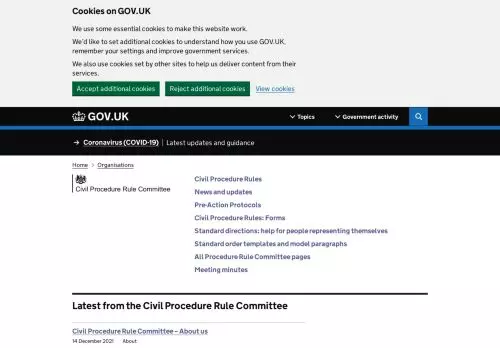 Cookies on GOV.UK
We use some essential cookies to make this website work.
We'd like to set additional cookies to understand how you use GOV.UK,
remember your settings and improve government services.
We also use cookies set by other sites to help us deliver content from their
services.
Accept additional cookies
Reject additional cookies
View cookies
GOV.UK
Topics
Government activity
→ Coronavirus (COVID-19) | Latest updates and guidance
Home > Organisations
Civil Procedure Rule Committee
Civil Procedure Rules
News and updates
Pre-Action Protocols
Civil Procedure Rules: Forms
Standard directions: help for people representing themselves
Standard order templates and model paragraphs
All Procedure Rule Committee pages
Meeting minutes
Latest from the Civil Procedure Rule Committee
Civil Procedure Rule Committee – About us
14 December 2021 About